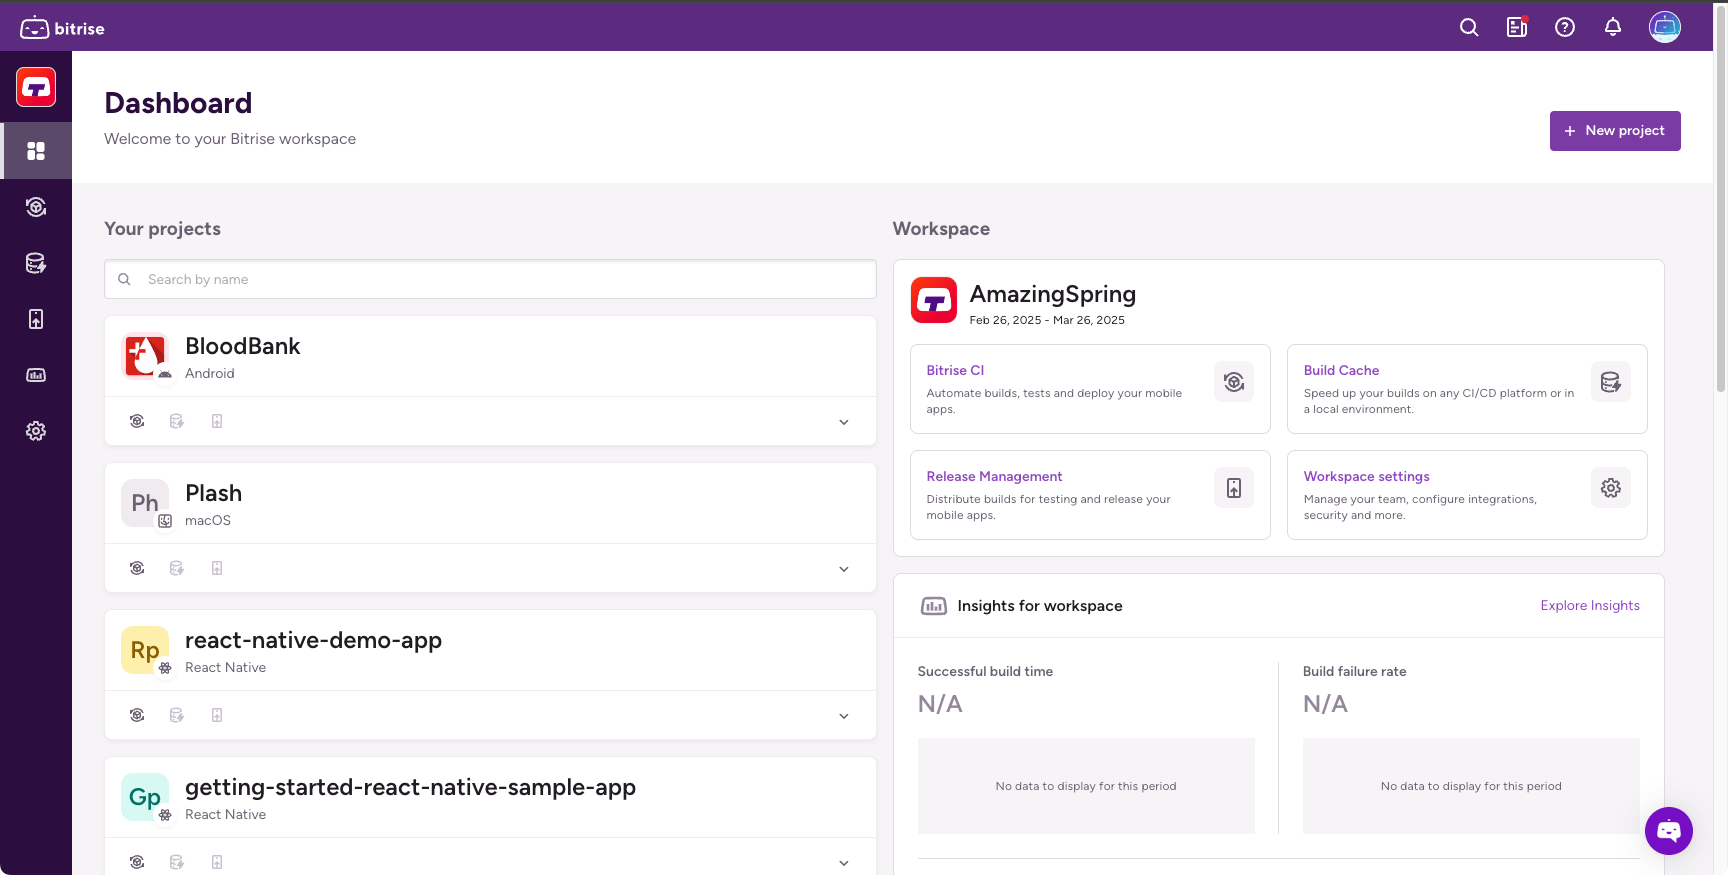 bitrise
Dashboard
Welcome to your Bitrise workspace
+ New project
Your projects
Search by name
BloodBank
Android
Ph
Plash
macOS
Rp
react-native-demo-app
React Native
Gp
getting-started-react-native-sample-app
React Native
Workspace
AmazingSpring
Feb 26, 2025 - Mar 26, 2025
Bitrise CI
Automate builds, tests and deploy your mobile
apps.
Build Cache
Speed up your builds on any CI/CD platform or in
a local environment.
Release Management
Distribute builds for testing and release your
mobile apps.
Workspace settings
Manage your team, configure integrations,
security and more.
Insights for workspace
Explore Insights
Successful build time
N/A
No data to display for this period
Build failure rate
N/A
No data to display for this period